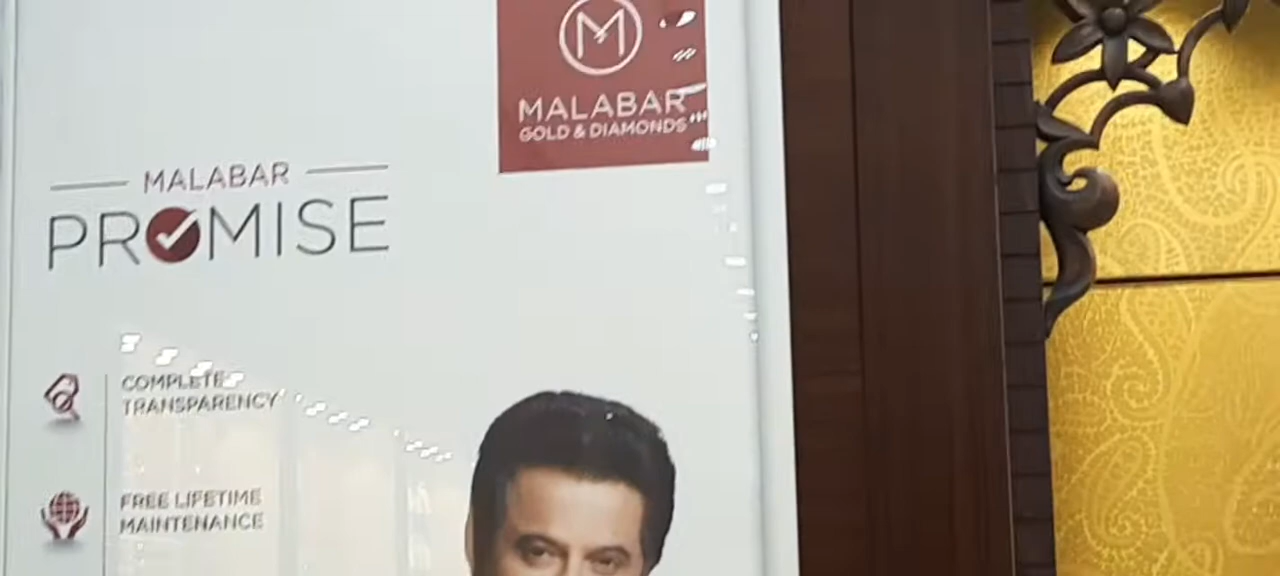 M
MALABAR
GOLD & DIAMONDS
MALABAR
PROMISE
COMPLETE
TRANSPARENCY
FREE LIFETIME
MAINTENANCE